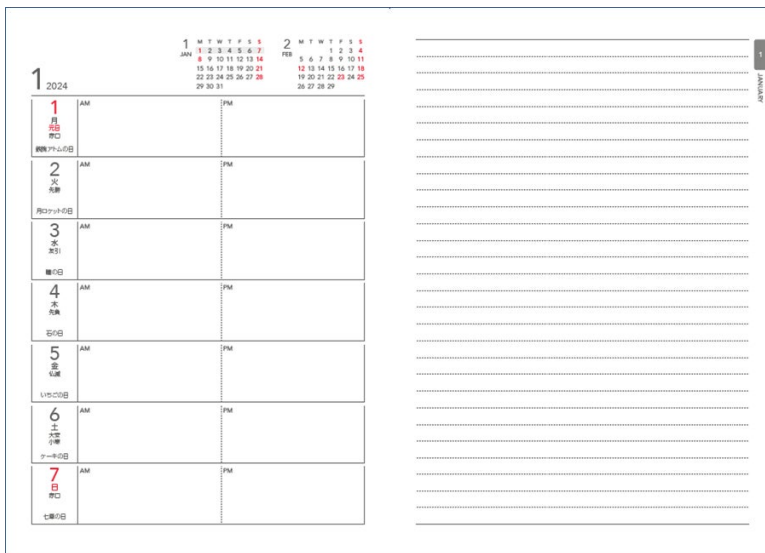 1 2024
1
JAN
M T W T F S S
1 2 3 4 5 6 7
8 9 10 11 12 13 14
15 16 17 18 19 20 21
22 23 24 25 26 27 28
29 30 31
2
FEB
M T W T F S S
1 2 3 4
5 6 7 8 9 10 11
12 13 14 15 16 17 18
19 20 21 22 23 24 25
26 27 28 29
1
月
元日
赤口
鉄腕アトムの日
AM PM
2
火
先勝
月ロケットの日
AM PM
3
水
友引
瞳の日
AM PM
4
木
先負
石の日
AM PM
5
金
仏滅
いちごの日
AM PM
6
土
大安
小寒
ケーキの日
AM PM
7
日
赤口
七草の日
AM PM
1
JANUARY